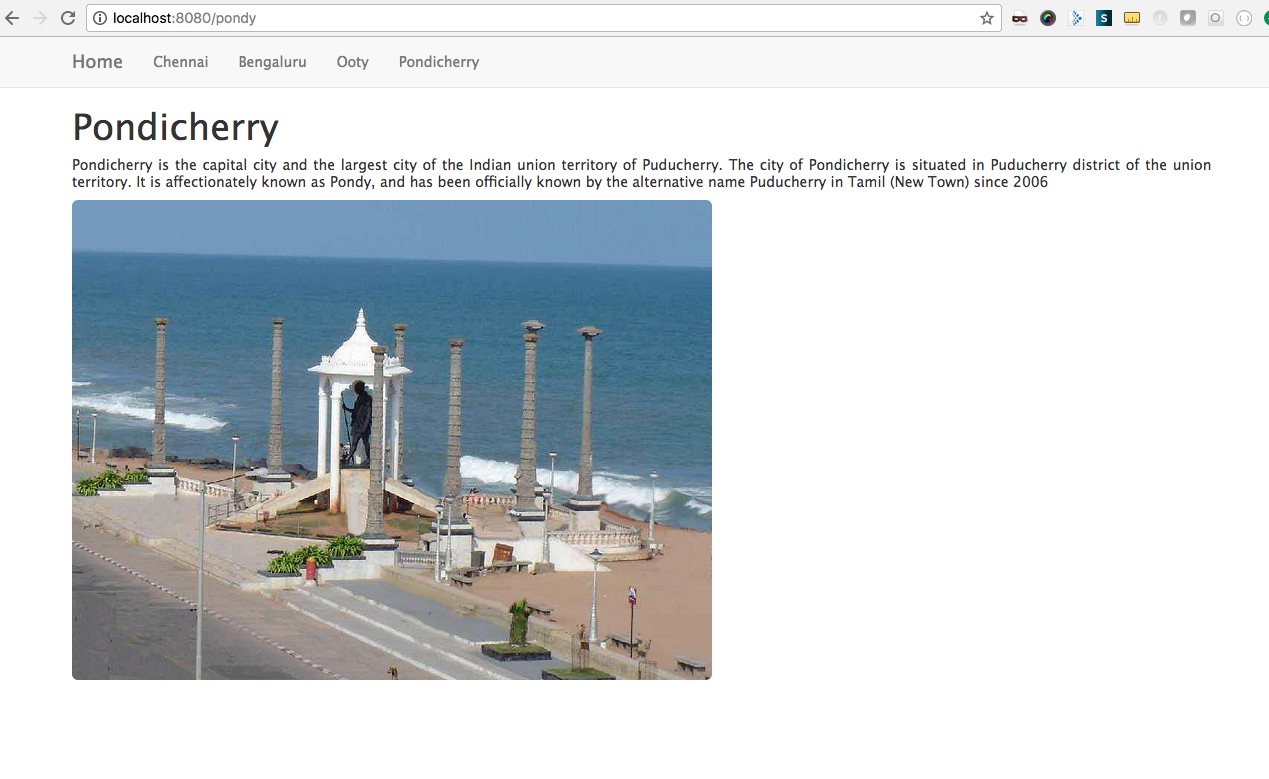 localhost:8080/pondy
S
Home Chennai Bengaluru Ooty Pondicherry
Pondicherry
Pondicherry is the capital city and the largest city of the Indian union territory of Puducherry. The city of Pondicherry is situated in Puducherry district of the union
territory. It is affectionately known as Pondy, and has been officially known by the alternative name Puducherry in Tamil (New Town) since 2006